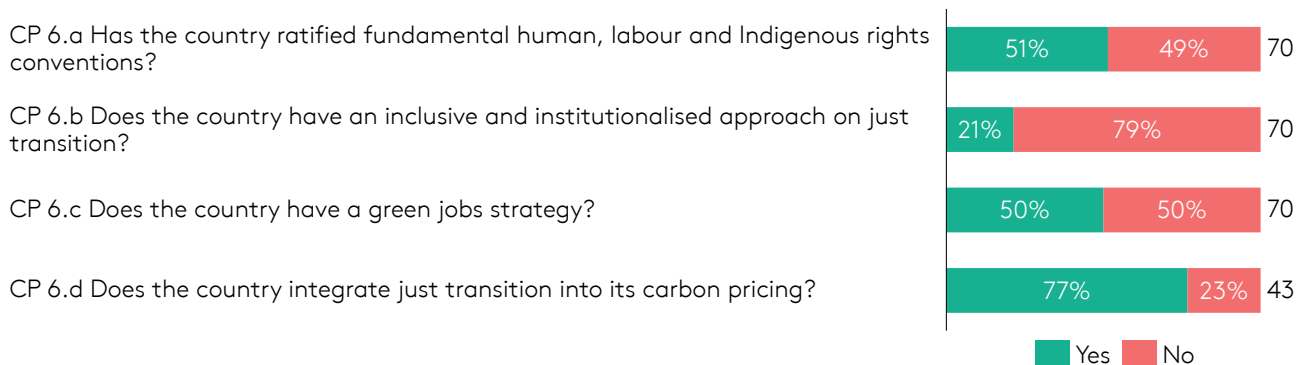 CP 6.a Has the country ratified fundamental human, labour and Indigenous rights
conventions?
51% 49% 70
CP 6.b Does the country have an inclusive and institutionalised approach on just
transition?
21% 79% 70
CP 6.c Does the country have a green jobs strategy?
50% 50% 70
CP 6.d Does the country integrate just transition into its carbon pricing?
77% 23% 43
Yes No